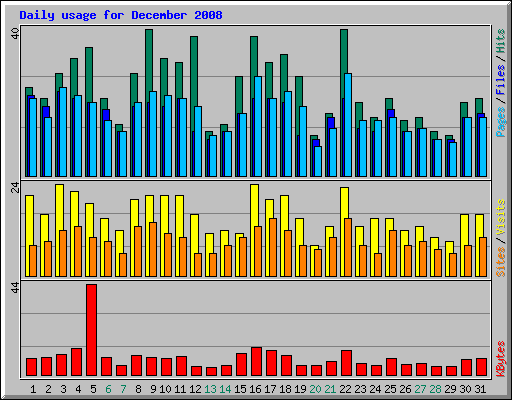 Daily usage for December 2008
40
24
44
Pages / Files / Hits
Sites / Visits
KBytes
1 2 3 4 5 6 7 8 9 10 11 12 13 14 15 16 17 18 19 20 21 22 23 24 25 26 27 28 29 30 31